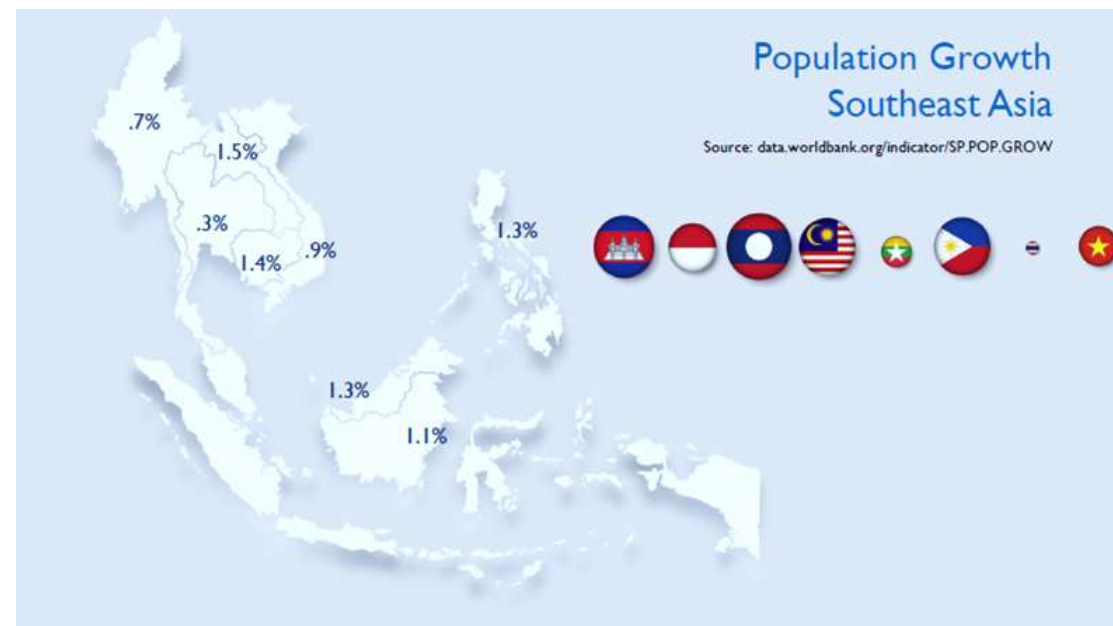 Population Growth
Southeast Asia
Source: data.worldbank.org/indicator/SP.POP.GROW
.7%
1.5%
.3%
1.3%
.9%
1.4%
1.3%
1.1%